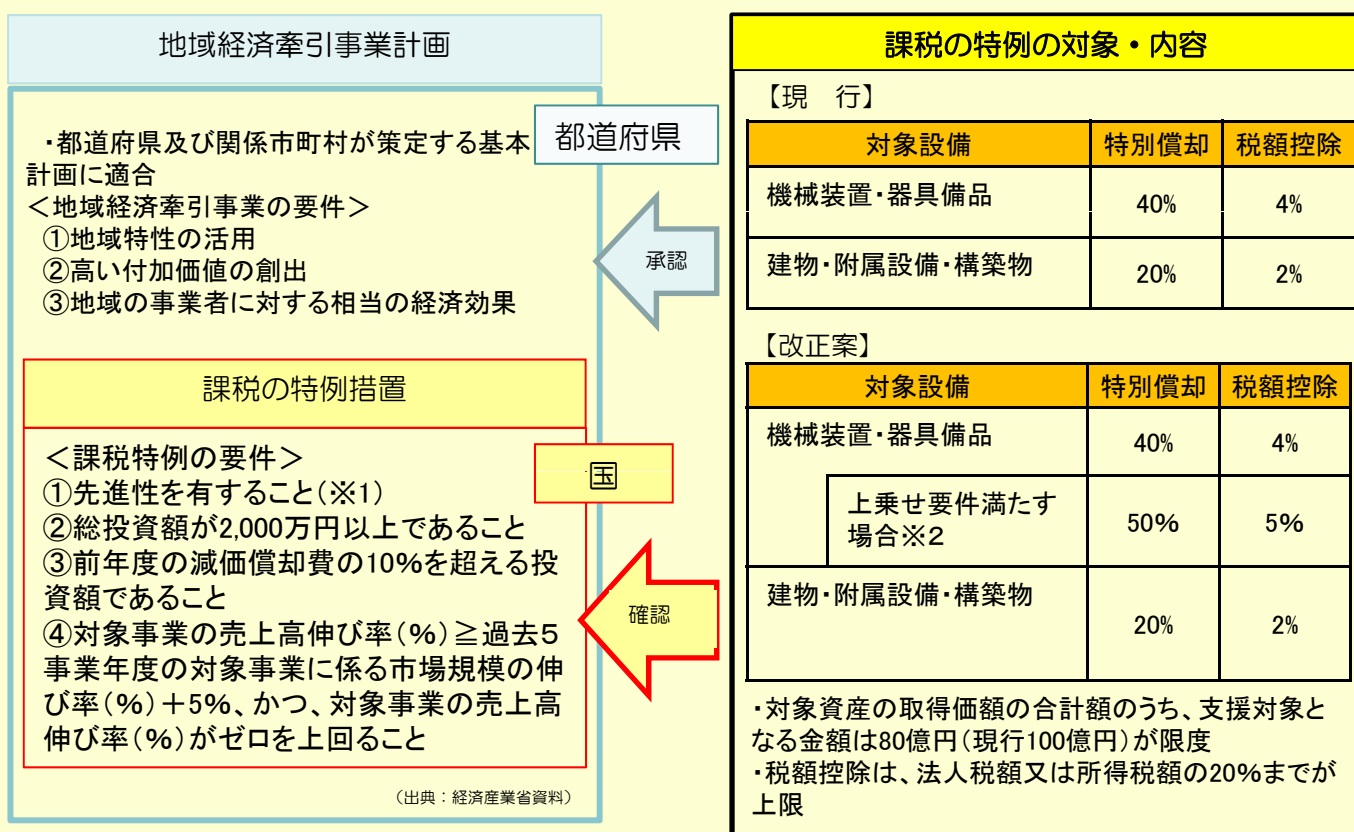 地域経済牽引事業計画
・都道府県及び関係市町村が策定する基本
計画に適合
＜地域経済牽引事業の要件＞
①地域特性の活用
②高い付加価値の創出
③地域の事業者に対する相当の経済効果
都道府県
承認
課税の特例措置
＜課税特例の要件＞
①先進性を有すること（※1）
②総投資額が2,000万円以上であること
③前年度の減価償却費の10％を超える投
資額であること
④対象事業の売上高伸び率（％）≧過去５
事業年度の対象事業に係る市場規模の伸
び率（％）＋5％、かつ、対象事業の売上高
伸び率（％）がゼロを上回ること
国
確認
（出典：経済産業省資料）
課税の特例の対象・内容
【現　行】
対象設備 特別償却 税額控除
機械装置・器具備品 40% 4%
建物・附属設備・構築物 20% 2%
【改正案】
対象設備 特別償却 税額控除
機械装置・器具備品 40% 4%
上乗せ要件満たす
場合※２ 50% 5%
建物・附属設備・構築物 20% 2%
・対象資産の取得価額の合計額のうち、支援対象と
なる金額は80億円（現行100億円）が限度
・税額控除は、法人税額又は所得税額の20％までが
上限